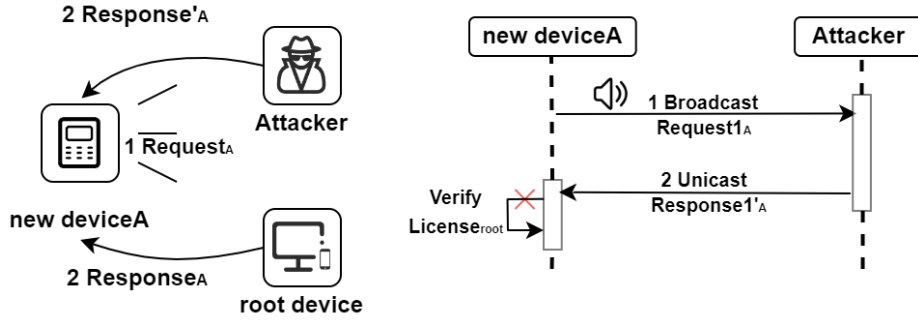 2 Response'A
Attacker
1 RequestA
new deviceA
2 ResponseA
root device
new deviceA
Attacker
1 Broadcast
Request1A
2 Unicast
Response1'A
Verify
Licenseroot